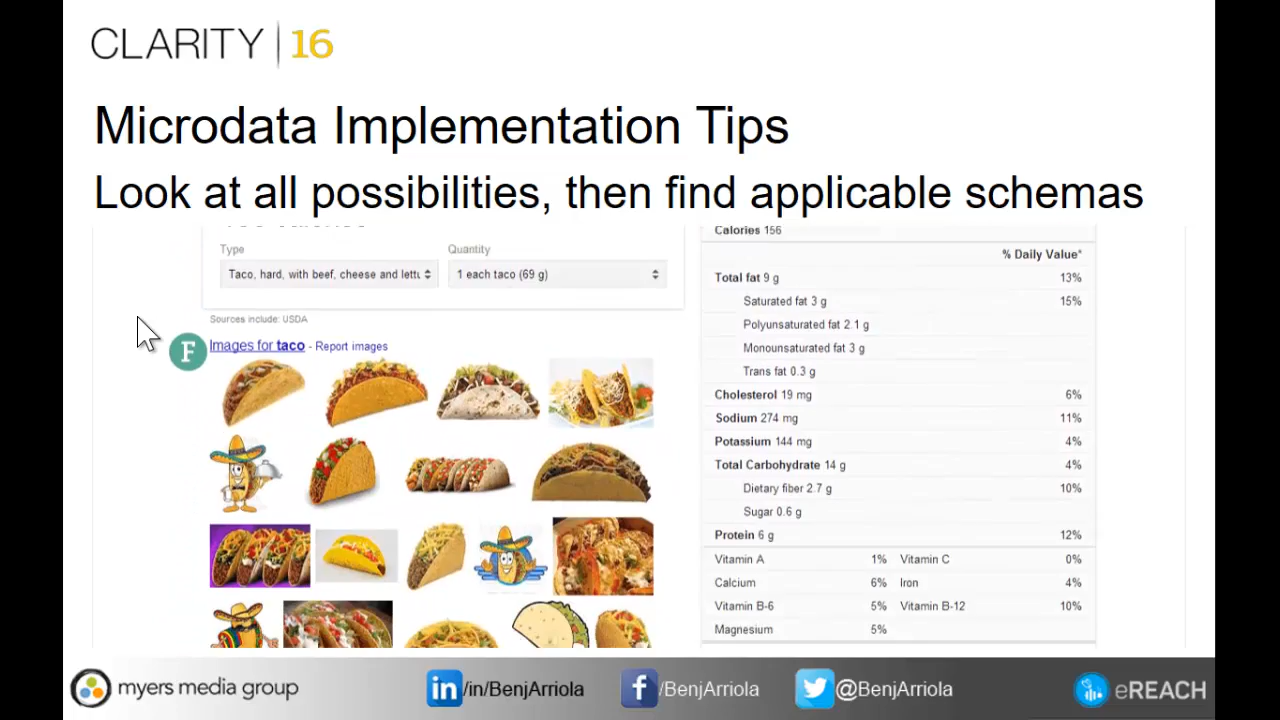 CLARITY | 16
Microdata Implementation Tips
Look at all possibilities, then find applicable schemas
Type
Quantity
Taco, hard, with beef, cheese and lettu
1 each taco (69 g)
Sources include: USDA
F
Images for taco - Report images
Calories 156
% Daily Value*
Total fat 9 g 13%
Saturated fat 3 g 15%
Polyunsaturated fat 2.1 g
Monounsaturated fat 3 g
Trans fat 0.3 g
Cholesterol 19 mg 6%
Sodium 274 mg 11%
Potassium 144 mg 4%
Total Carbohydrate 14 g 4%
Dietary fiber 2.7 g 10%
Sugar 0.6 g
Protein 6 g 12%
Vitamin A 1% Vitamin C 0%
Calcium 6% Iron 4%
Vitamin B-6 5% Vitamin B-12 10%
Magnesium 5%
myers media group
in /in/BenjArriola
f /BenjArriola
@BenjArriola
eREACH